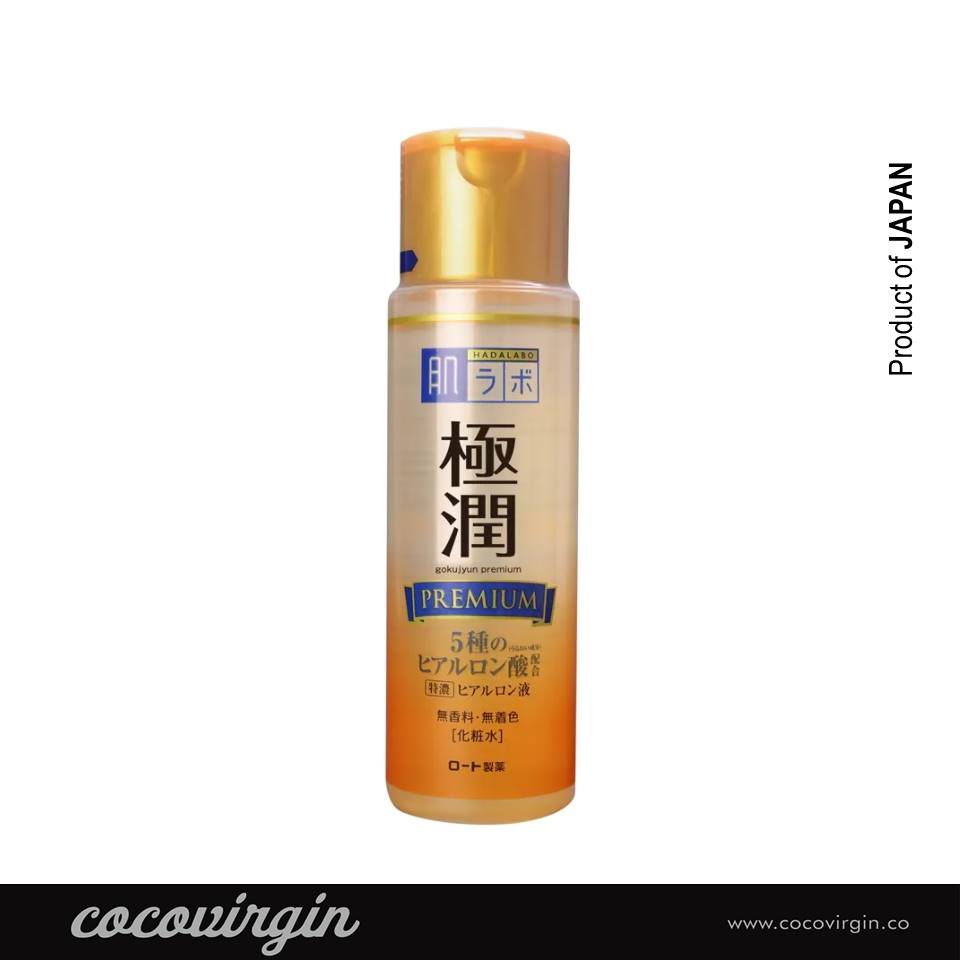 HADALABO
肌ラボ
極
潤
gokujyun premium
PREMIUM
5種の
ヒアルロン酸配合
特濃 ヒアルロン液
無香料・無着色
[化粧水]
ロート製薬
Product of JAPAN
cocovirgin
www.cocovirgin.co